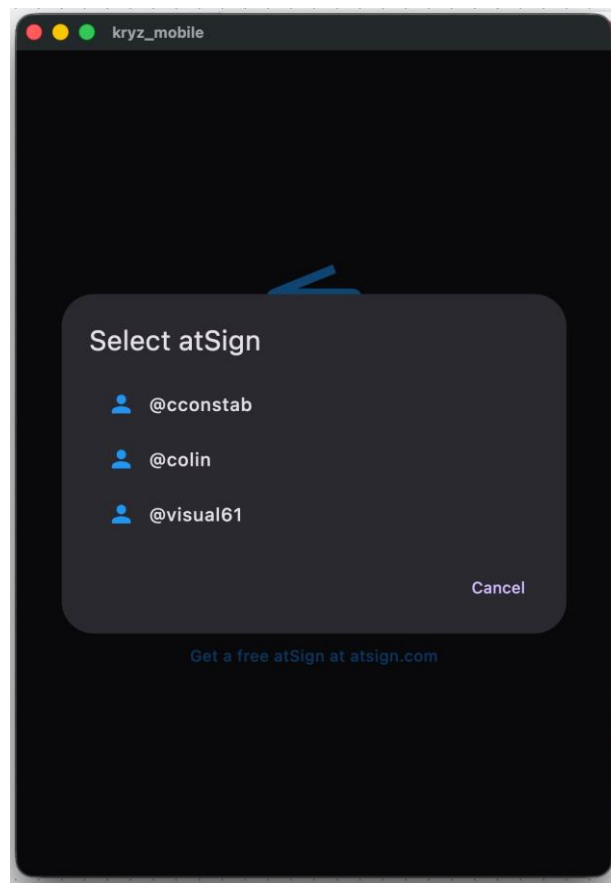 kryz_mobile
Select atSign
@cconstab
@colin
@visual61
Cancel
Get a free atSign at atsign.com